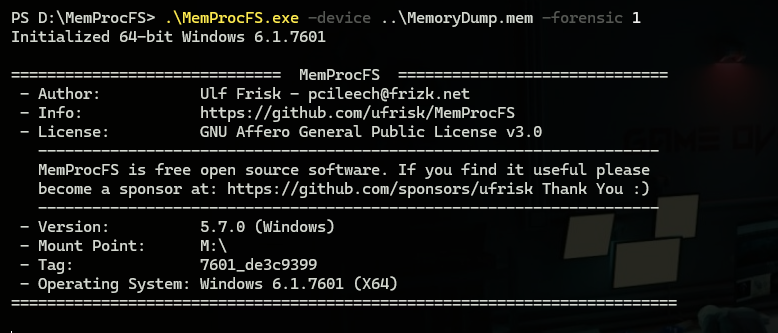 PS D:\MemProcFS> .\MemProcFS.exe -device ..\MemoryDump.mem -forensic 1
Initialized 64-bit Windows 6.1.7601
============================== MemProcFS ==============================
- Author: Ulf Frisk - pcileech@frizk.net
- Info: https://github.com/ufrisk/MemProcFS
- License: GNU Affero General Public License v3.0
---------------------------------------------------------------------
MemProcFS is free open source software. If you find it useful please
become a sponsor at: https://github.com/sponsors/ufrisk Thank You :)
---------------------------------------------------------------------
- Version: 5.7.0 (Windows)
- Mount Point: M:\
- Tag: 7601_de3c9399
- Operating System: Windows 6.1.7601 (X64)
=======================================================================
GAME ON